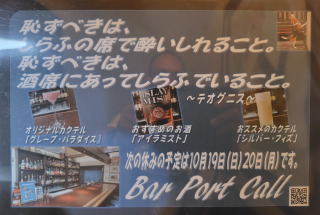 恥ずべきは、
しらふの席で酔いしれること。
恥ずべきは、
酒席にあってしらふでいること。
～テオグニス～
オリジナルカクテル
「グレープ・パラダイス」
おすすめのお酒
「アイラミスト」
おススメのカクテル
「シルバー・フィズ」
ISLAY
MIST
次の休みの予定は10月19日(日)20日(月)です。
Bar Port Call